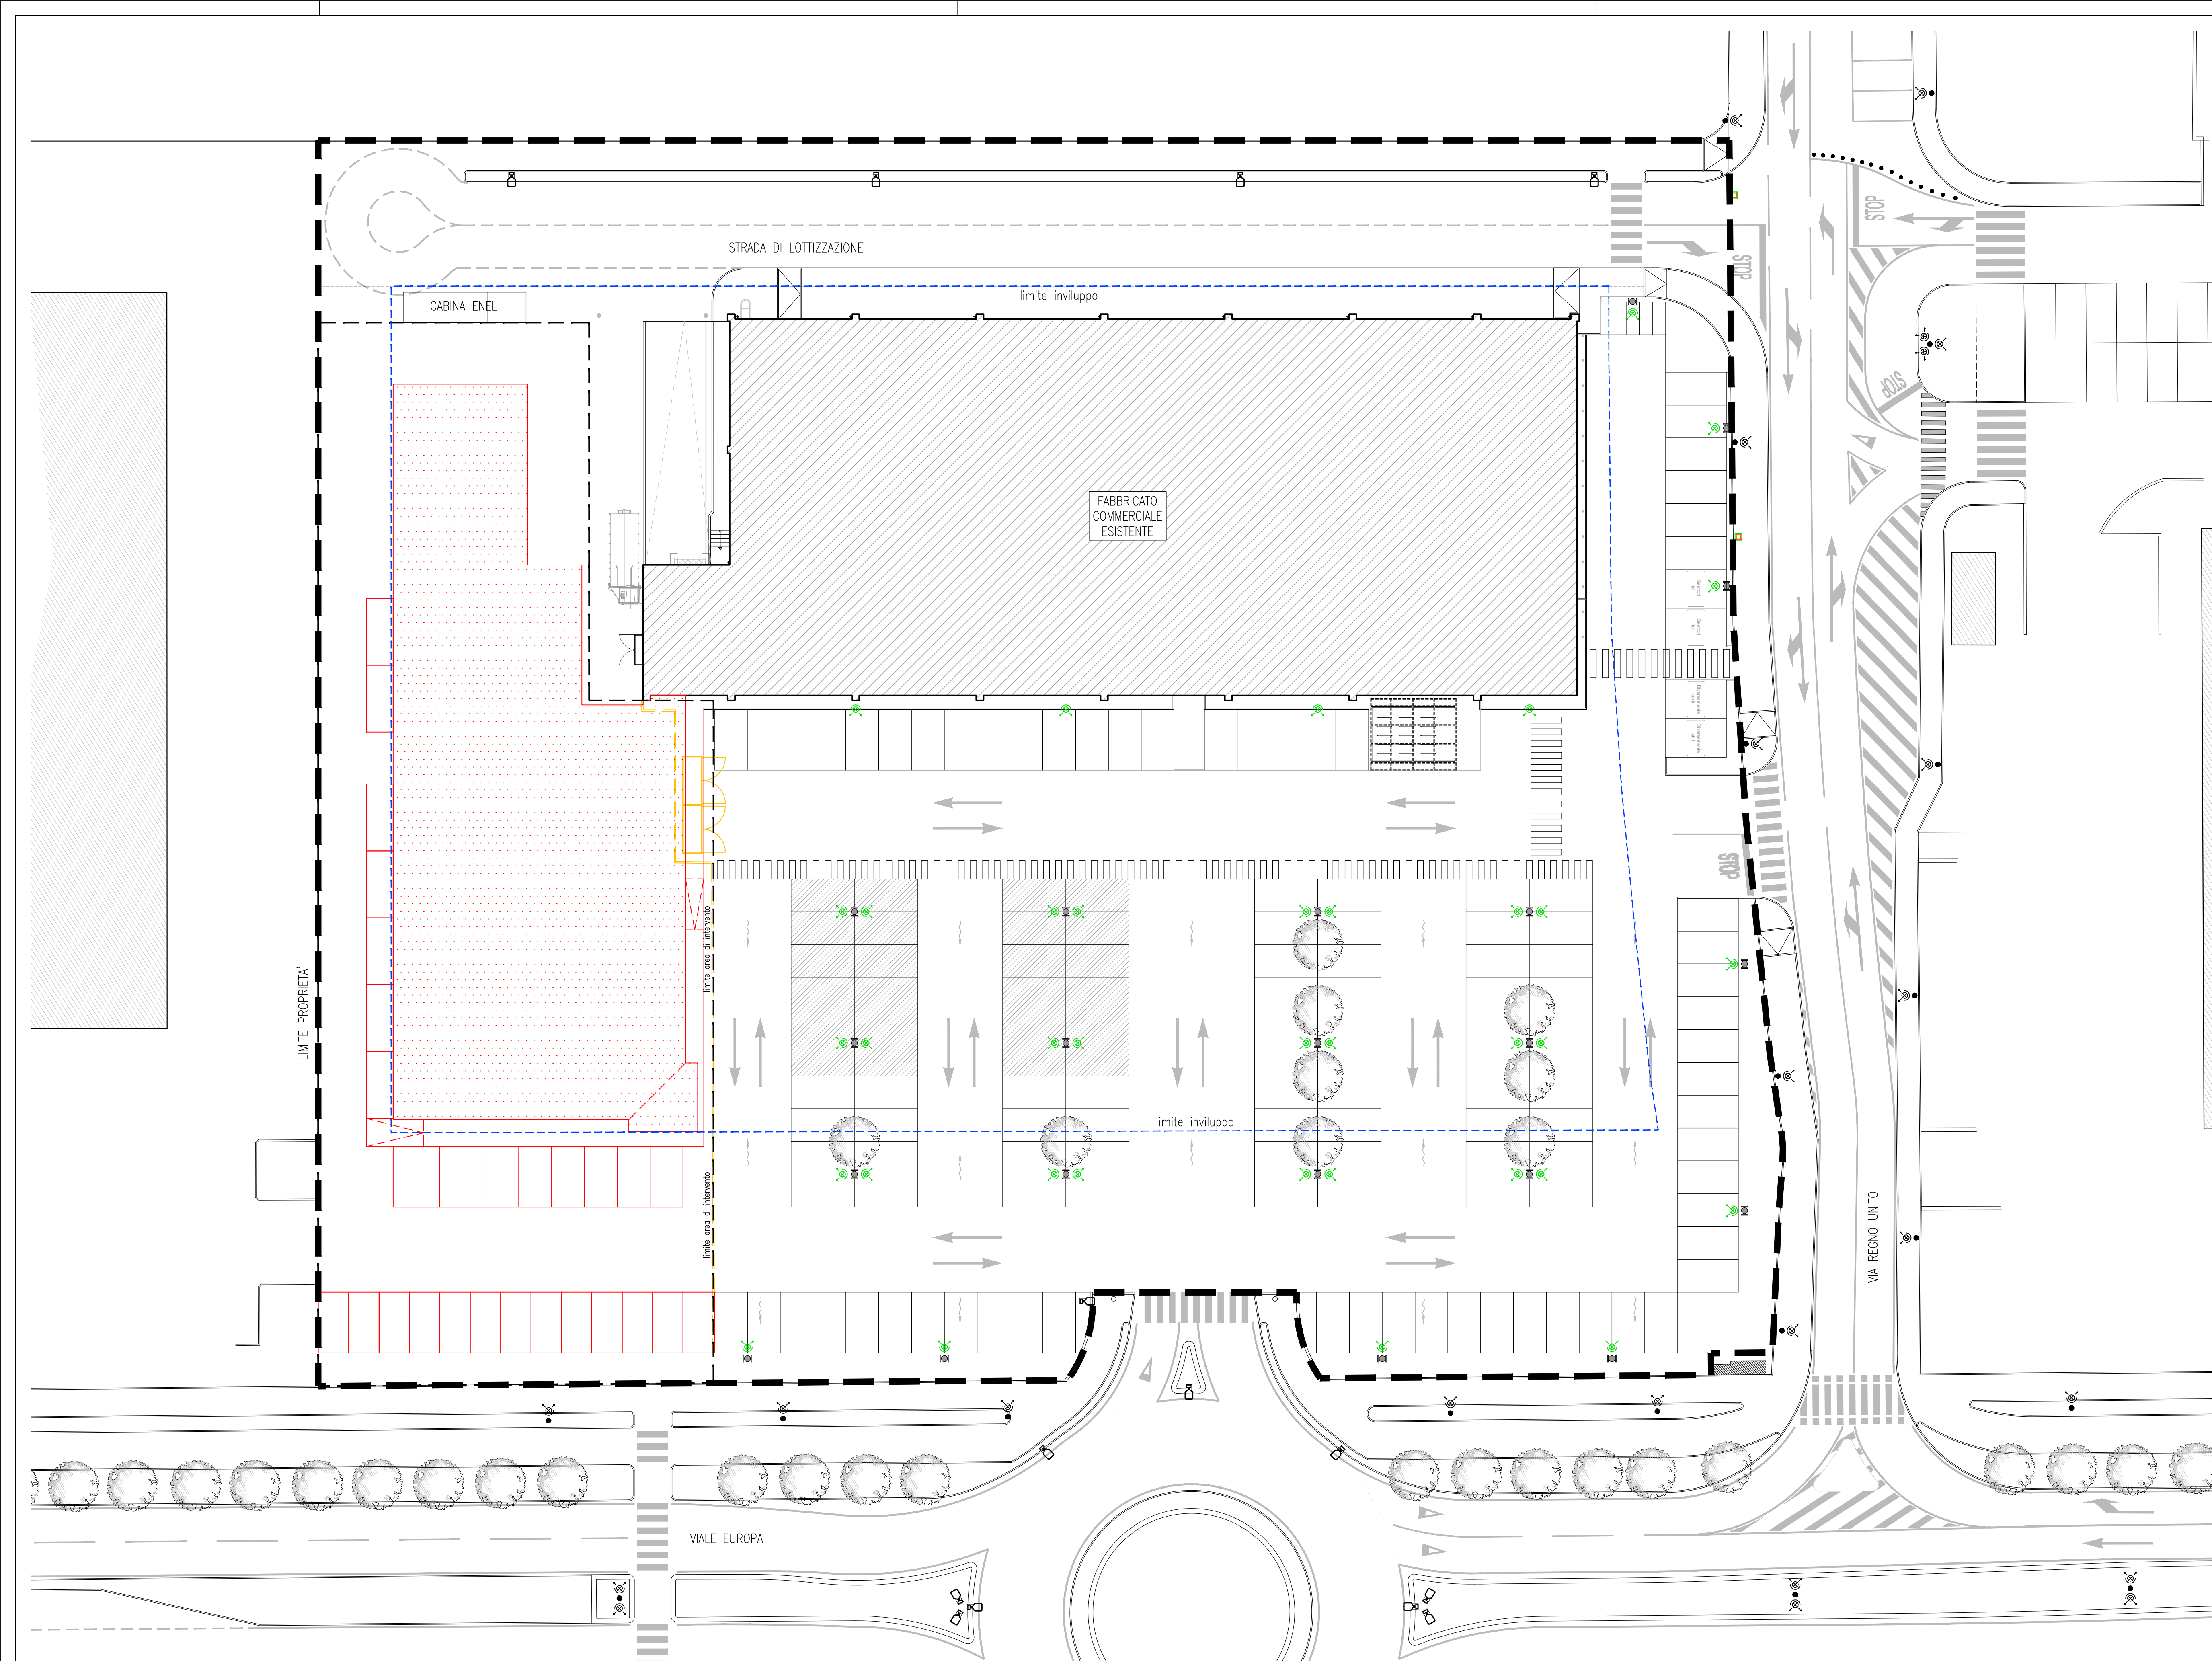 STOP
STRADA DI LOTTIZZAZIONE
STOP
limite inviluppo
CABINA ENEL
STOP
FABBRICATO
COMMERCIALE
ESISTENTE
STOP
limite area di intervento
LIMITE PROPRIETA'
limite inviluppo
limite area di intervento
VIA REGNO UNITO
VIALE EUROPA